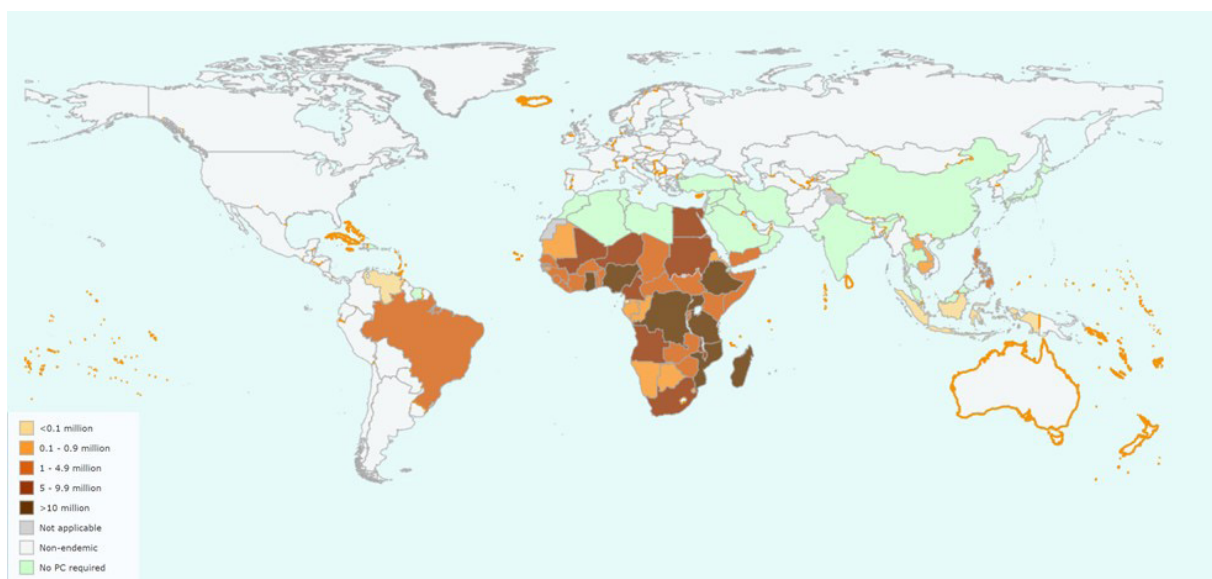 <0.1 million
0.1 - 0.9 million
1 - 4.9 million
5 - 9.9 million
>10 million
Not applicable
Non-endemic
No PC required